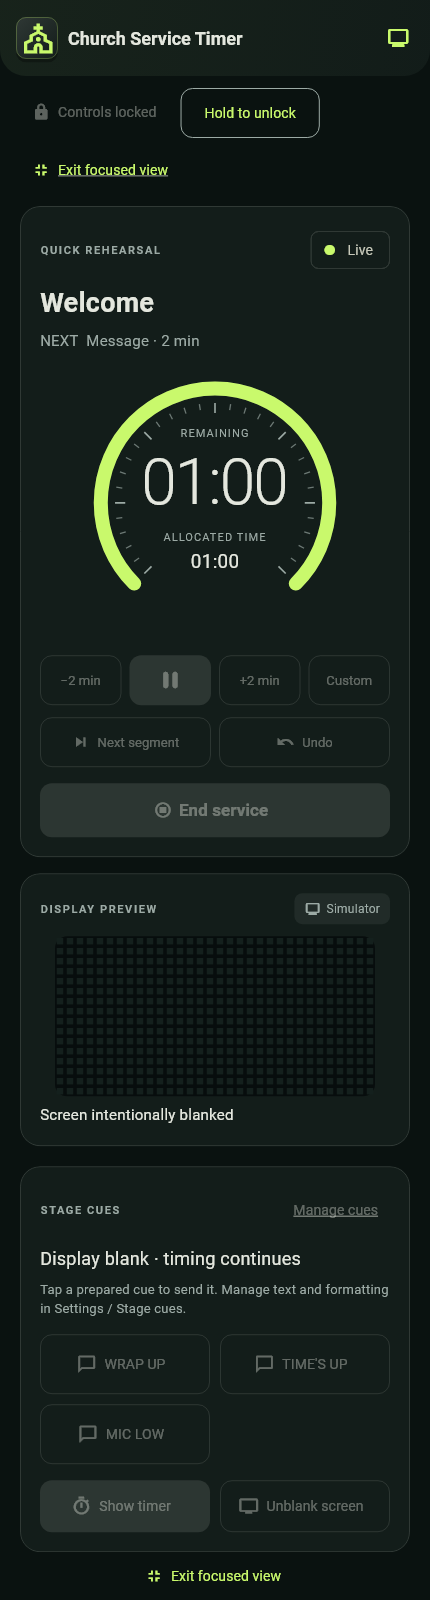 Church Service Timer
Controls locked
Hold to unlock
Exit focused view
QUICK REHEARSAL
Live
Welcome
NEXT Message · 2 min
REMAINING
01:00
ALLOCATED TIME
01:00
−2 min
+2 min
Custom
Next segment
Undo
End service
DISPLAY PREVIEW
Simulator
Screen intentionally blanked
STAGE CUES
Manage cues
Display blank · timing continues
Tap a prepared cue to send it. Manage text and formatting
in Settings / Stage cues.
WRAP UP
TIME'S UP
MIC LOW
Show timer
Unblank screen
Exit focused view